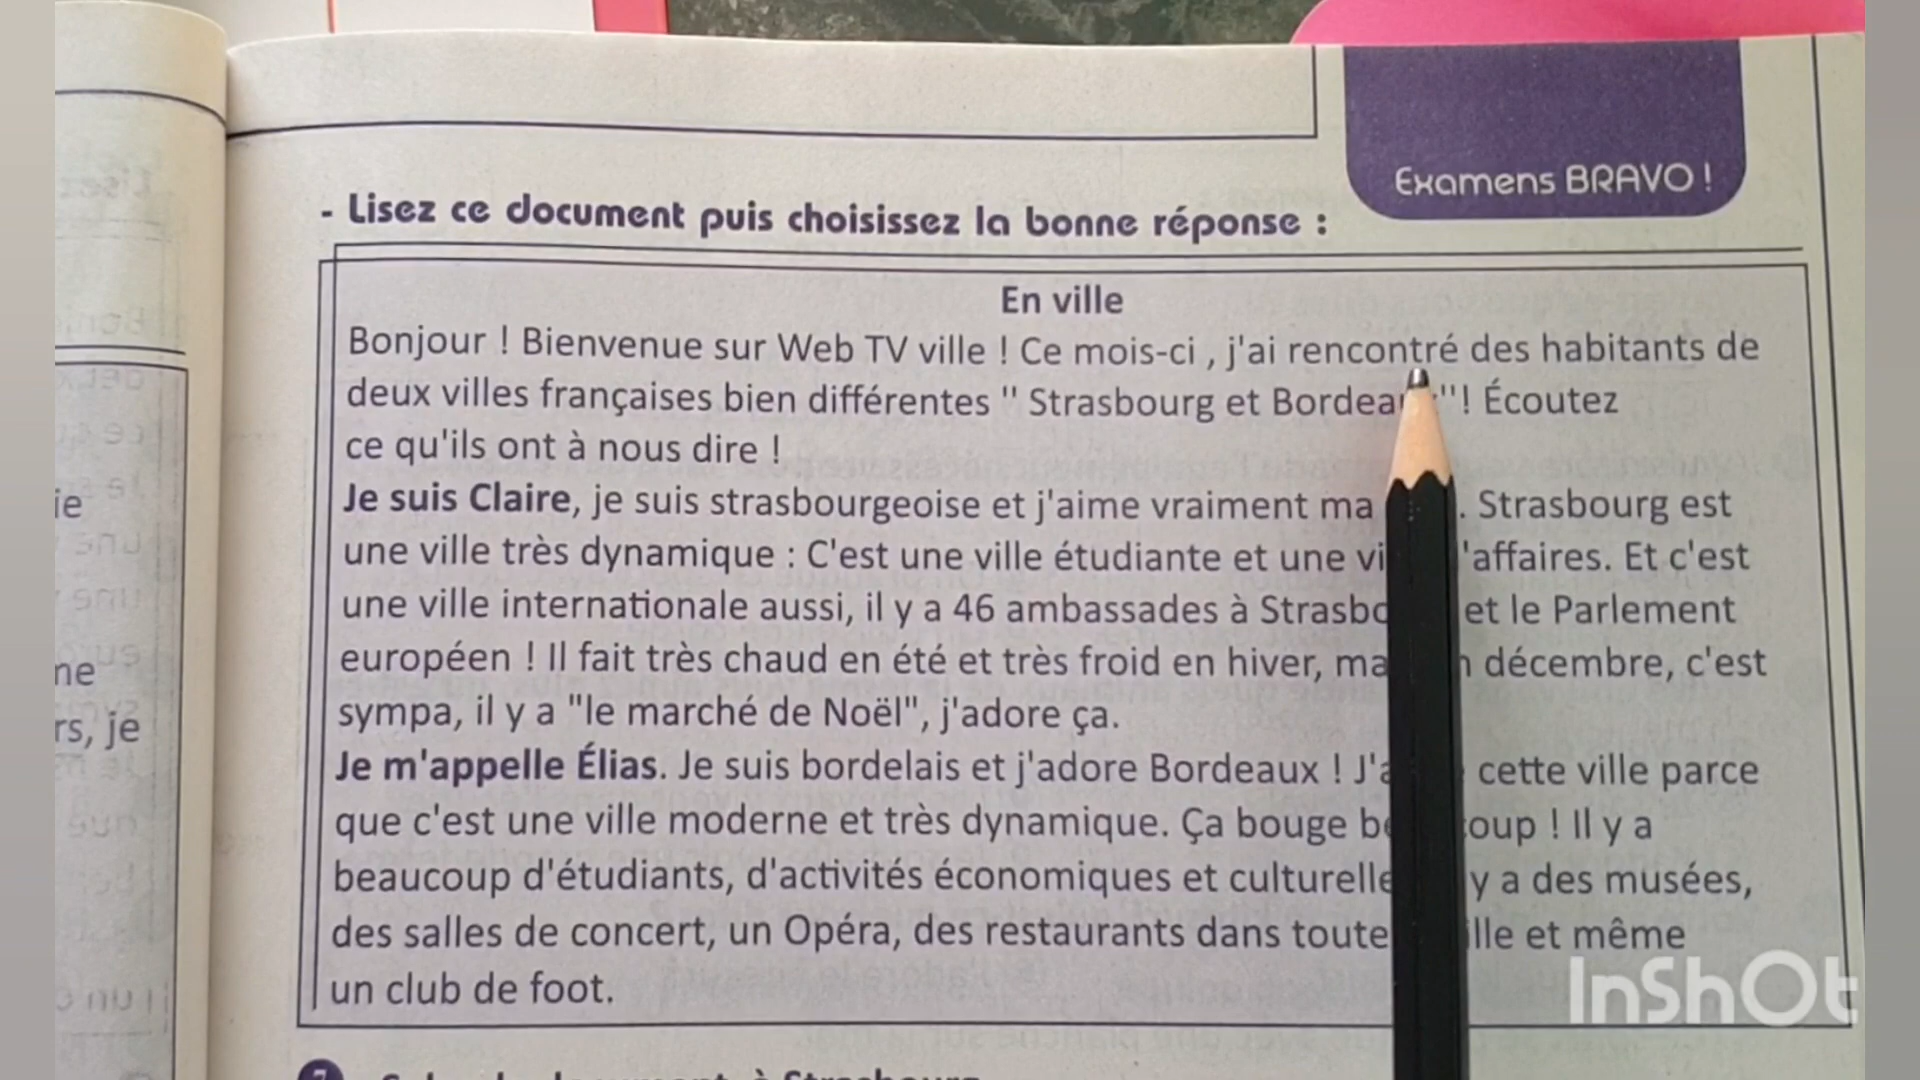 Examens BRAVO !
- Lisez ce document puis choisissez la bonne réponse :
En ville
Bonjour ! Bienvenue sur Web TV ville ! Ce mois-ci , j'ai rencontré des habitants de
deux villes françaises bien différentes " Strasbourg et Bordea "! Écoutez
ce qu'ils ont à nous dire !
Je suis Claire, je suis strasbourgeoise et j'aime vraiment ma . Strasbourg est
une ville très dynamique : C'est une ville étudiante et une vi 'affaires. Et c'est
une ville internationale aussi, il y a 46 ambassades à Strasbo et le Parlement
européen ! Il fait très chaud en été et très froid en hiver, ma n décembre, c'est
sympa, il y a "le marché de Noël", j'adore ça.
Je m'appelle Élias. Je suis bordelais et j'adore Bordeaux ! J'a cette ville parce
que c'est une ville moderne et très dynamique. Ça bouge be coup ! Il y a
beaucoup d'étudiants, d'activités économiques et culturelle y a des musées,
des salles de concert, un Opéra, des restaurants dans toute ille et même
un club de foot.
ie
ne
rs, je
InShOt